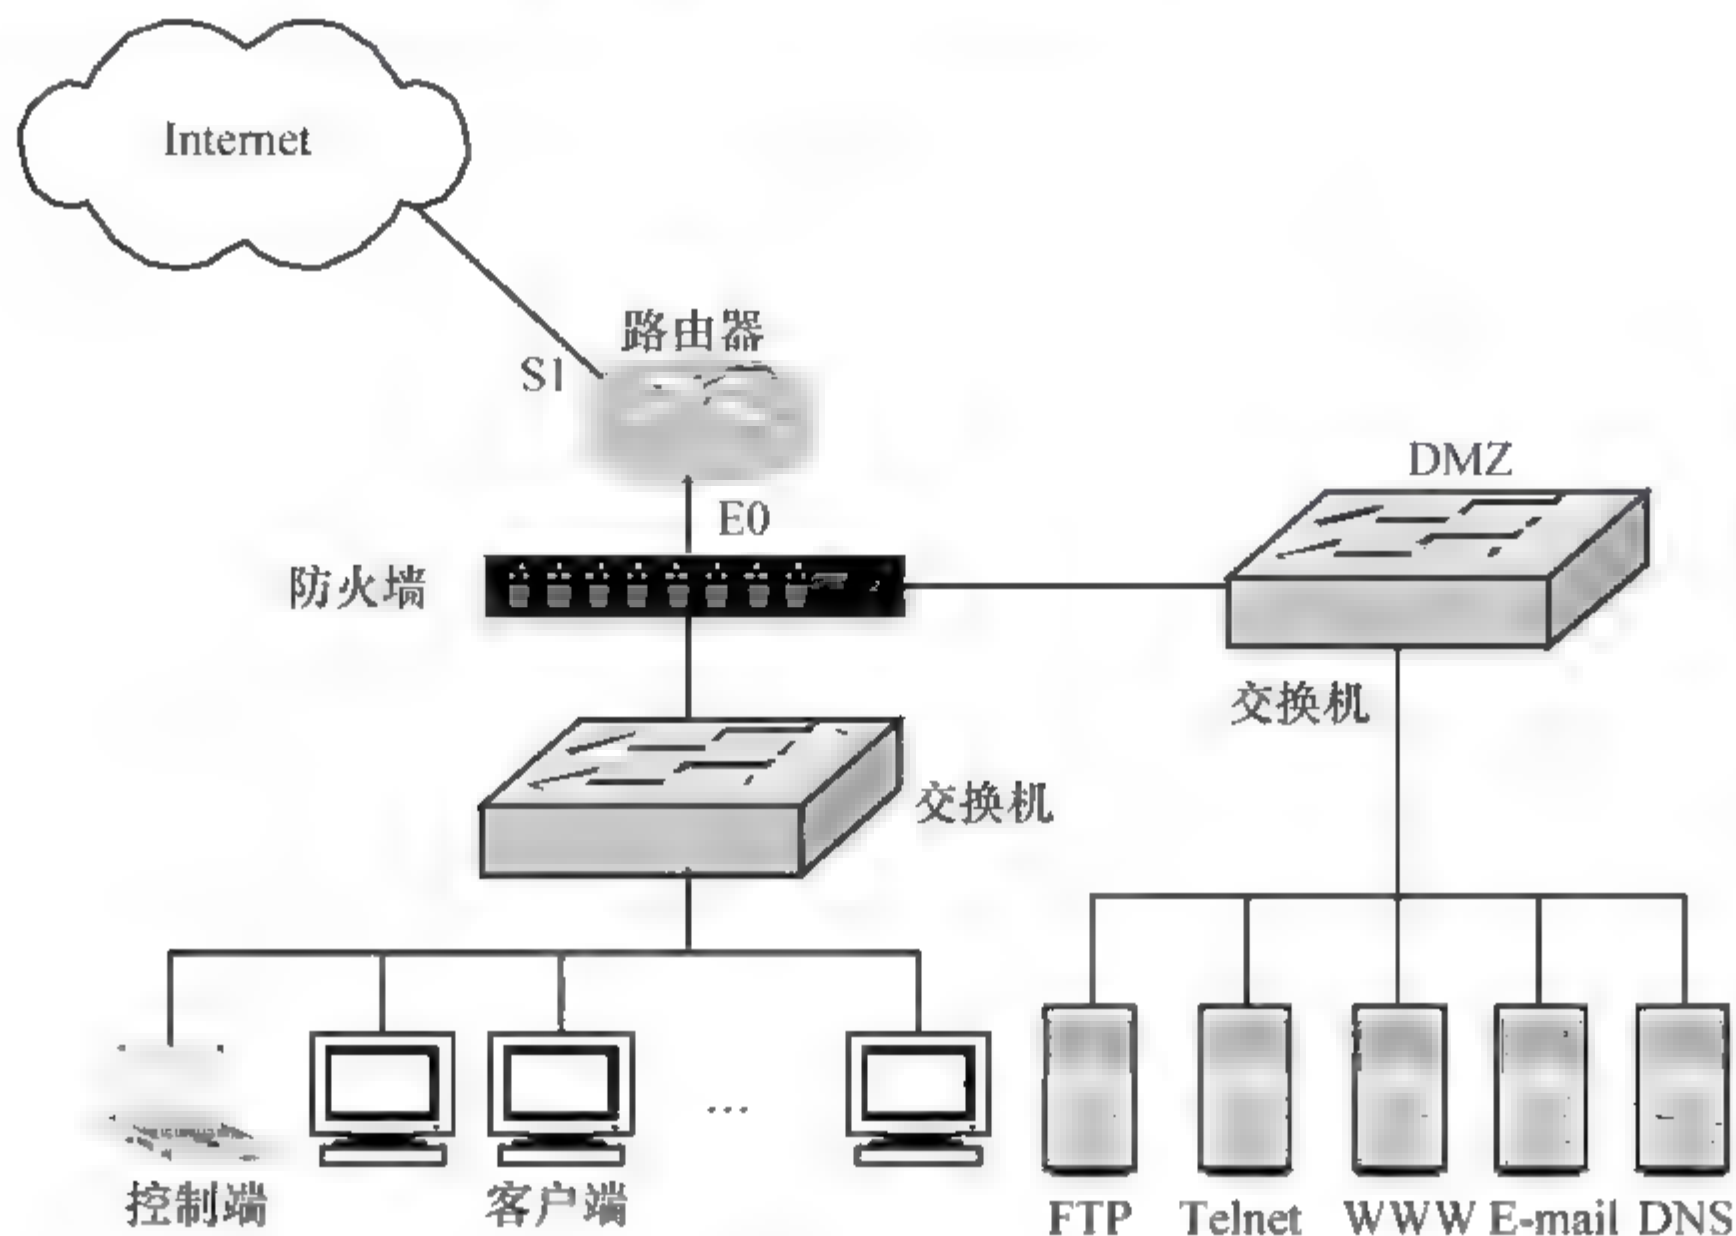 Internet
路由器
S1
E0
DMZ
防火墙
交换机
交换机
控制端
客户端
...
FTP
Telnet
WWW
E-mail
DNS